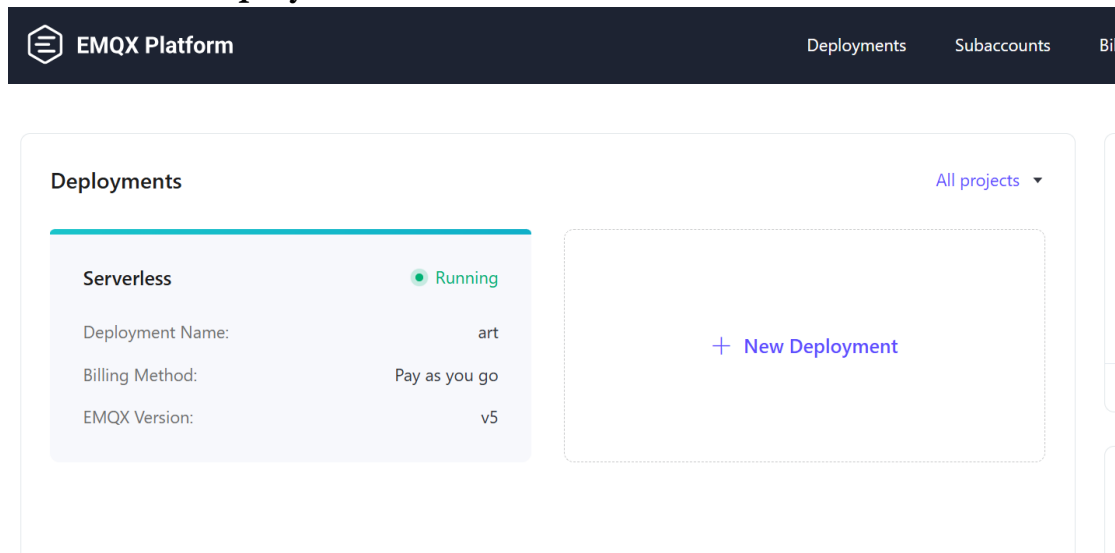 EMQX Platform
Deployments Subaccounts
Deployments
All projects
Serverless
Running
Deployment Name: art
Billing Method: Pay as you go
EMQX Version: v5
+ New Deployment